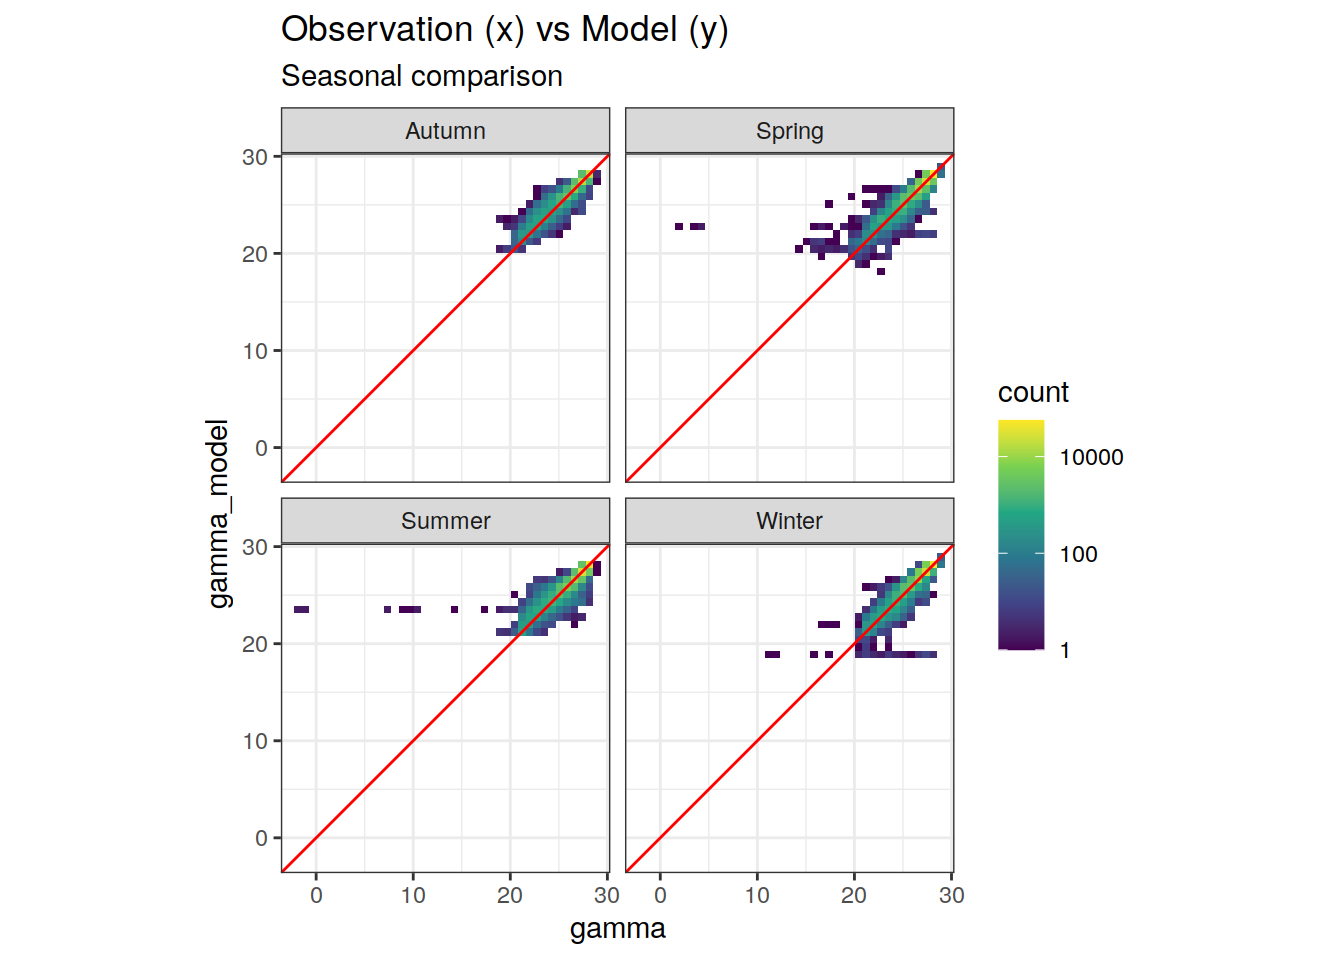 Observation (x) vs Model (y)
Seasonal comparison
Autumn
Spring
30
20
10
0
Summer
Winter
30
20
10
0
0 10 20 30
0 10 20 30
gamma
gamma_model
count
10000
100
1